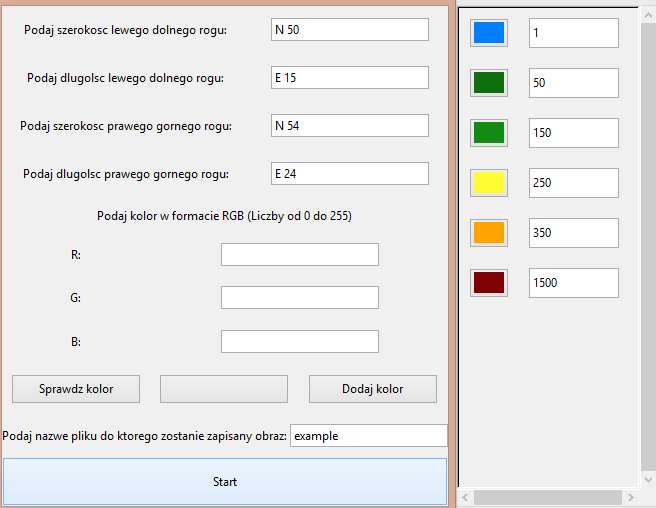 Podaj szerokosc lewego dolnego rogu: N 50
Podaj dlugolsc lewego dolnego rogu: E 15
Podaj szerokosc prawego gornego rogu: N 54
Podaj dlugolsc prawego gornego rogu: E 24
Podaj kolor w formacie RGB (Liczby od 0 do 255)
R:
G:
B:
Sprawdz kolor Dodaj kolor
Podaj nazwe pliku do ktorego zostanie zapisany obraz: example
Start
1
50
150
250
350
1500